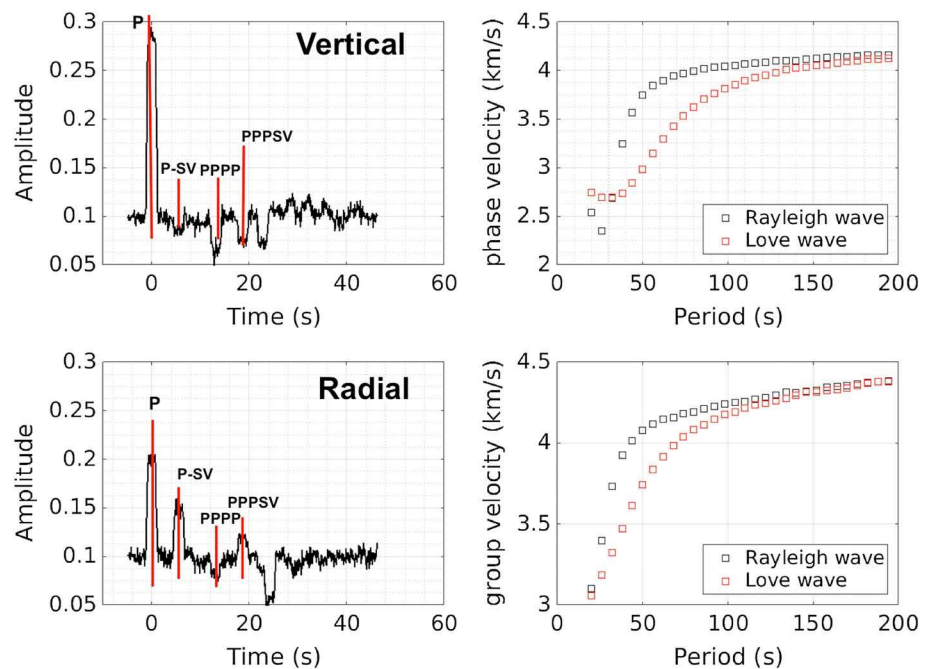 0.3
0.25
0.2
0.15
0.1
0.05
Amplitude
P
Vertical
P-SV
PPPP
PPPSV
0
20
40
60
Time (s)
4.5
4
3.5
3
2.5
2
phase velocity (km/s)
Rayleigh wave
Love wave
0
50
100
150
200
Period (s)
0.3
0.25
0.2
0.15
0.1
0.05
Amplitude
Radial
P
P-SV
PPPP
PPPSV
0
20
40
60
Time (s)
4.5
4
3.5
3
group velocity (km/s)
Rayleigh wave
Love wave
0
50
100
150
200
Period (s)